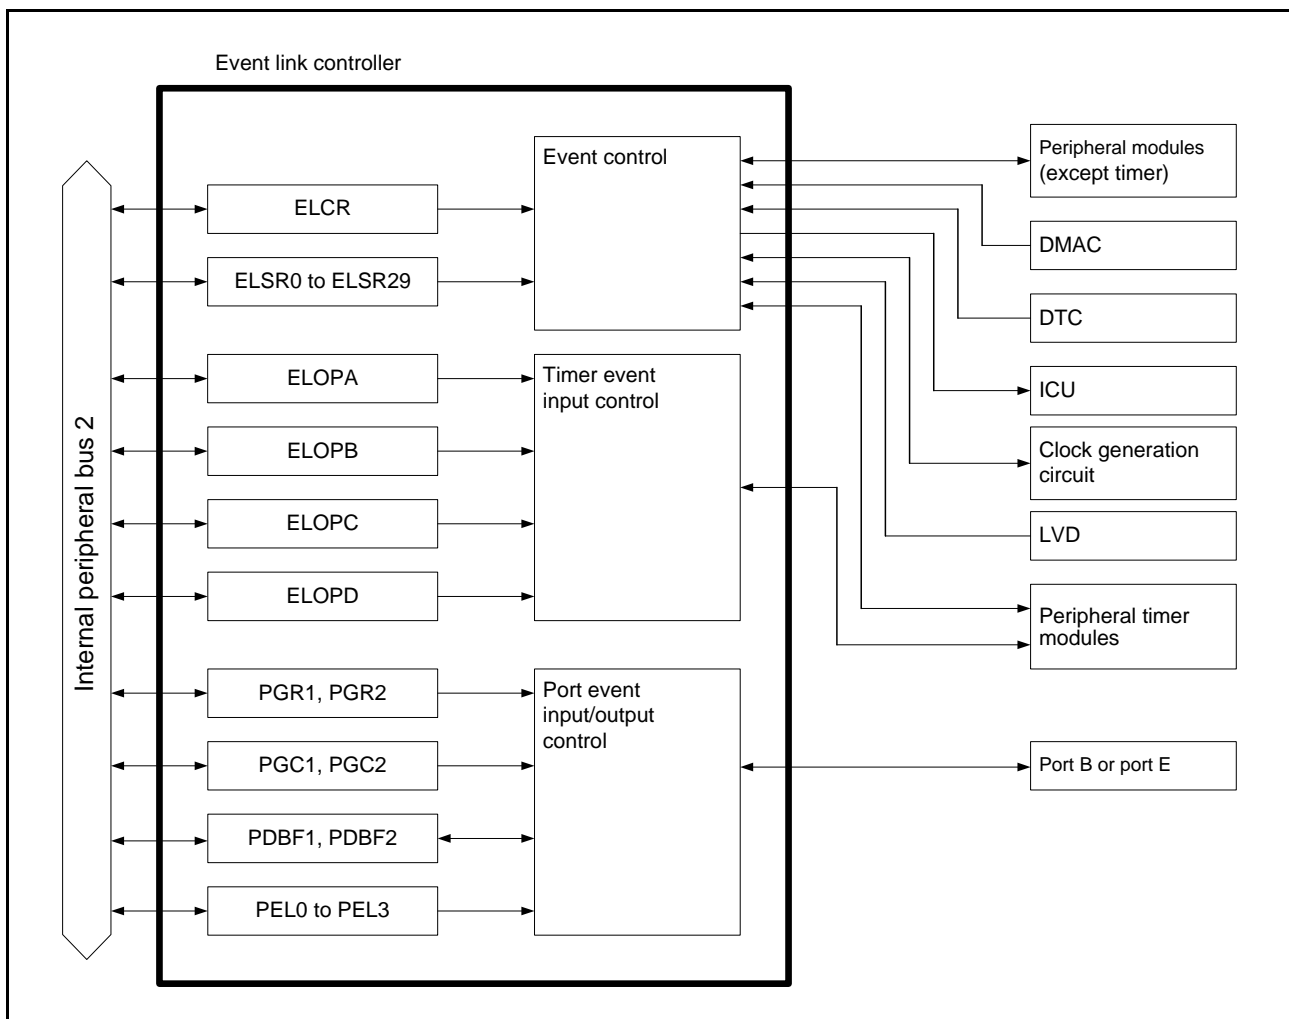 Event link controller
Internal peripheral bus 2
ELCR
ELSR0 to ELSR29
ELOPA
ELOPB
ELOPC
ELOPD
PGR1, PGR2
PGC1, PGC2
PDBF1, PDBF2
PEL0 to PEL3
Event control
Timer event
input control
Port event
input/output
control
Peripheral modules
(except timer)
DMAC
DTC
ICU
Clock generation
circuit
LVD
Peripheral timer
modules
Port B or port E